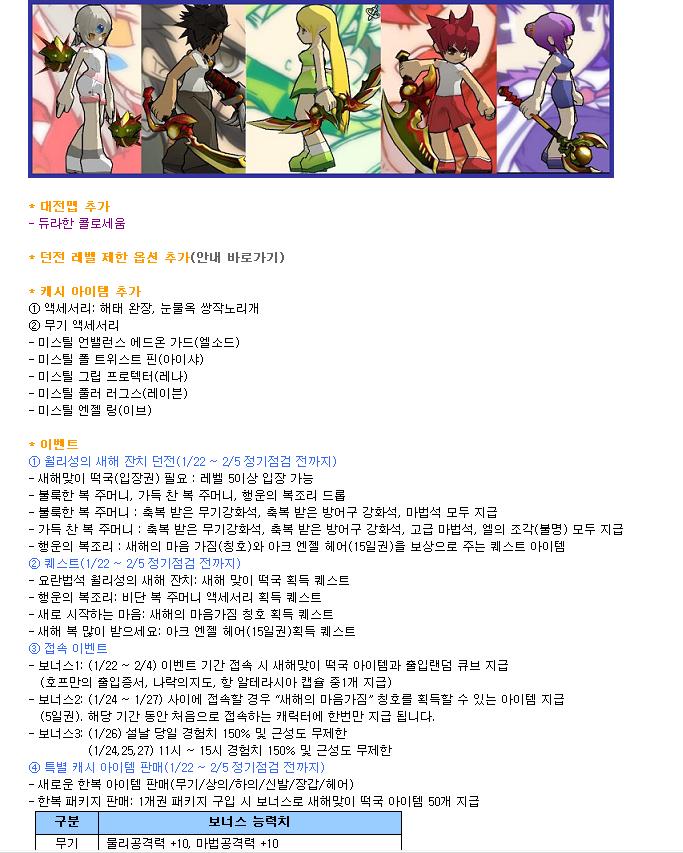 * 대전맵 추가
- 듀라한 콜로세움
* 던전 레벨 제한 옵션 추가(안내 바로가기)
* 캐시 아이템 추가
① 액세서리: 해태 완장, 눈물옥 쌍작노리개
② 무기 액세서리
- 미스틸 언밸런스 에드온 가드(엘소드)
- 미스틸 폴 트위스트 핀(아이샤)
- 미스틸 그립 프로텍터(레나)
- 미스틸 풀러 러그스(레이븐)
- 미스틸 엔젤 링(이브)
* 이벤트
① 윌리성의 새해 잔치 던전(1/22 ~ 2/5 정기점검 전까지)
- 새해맞이 떡국(입장권) 필요 : 레벨 5이상 입장 가능
- 불룩한 복 주머니, 가득 찬 복 주머니, 행운의 복조리 드롭
- 불룩한 복 주머니 : 축복 받은 무기강화석, 축복 받은 방어구 강화석, 마법석 모두 지급
- 가득 찬 복 주머니 : 축복 받은 무기강화석, 축복 받은 방어구 강화석, 고급 마법석, 엘의 조각(불명) 모두 지급
- 행운의 복조리 : 새해의 마음 가짐(칭호)와 아크 엔젤 헤어(15일권)을 보상으로 주는 퀘스트 아이템
② 퀘스트(1/22 ~ 2/5 정기점검 전까지)
- 요란법석 윌리성의 새해 잔치: 새해 맞이 떡국 획득 퀘스트
- 행운의 복조리: 비단 복 주머니 액세서리 획득 퀘스트
- 새로 시작하는 마음: 새해의 마음가짐 칭호 획득 퀘스트
- 새해 복 많이 받으세요: 아크 엔젤 헤어(15일권)획득 퀘스트
③ 접속 이벤트
- 보너스1: (1/22 ~ 2/4) 이벤트 기간 접속 시 새해맞이 떡국 아이템과 출입랜덤 큐브 지급
(호프만의 출입증서, 나락의지도, 항 알테라시아 캡슐 중1개 지급)
- 보너스2: (1/24 ~ 1/27) 사이에 접속할 경우 “새해의 마음가짐” 칭호를 획득할 수 있는 아이템 지급
(5일권). 해당 기간 동안 처음으로 접속하는 캐릭터에 한번만 지급 됩니다.
- 보너스3: (1/26) 설날 당일 경험치 150% 및 근성도 무제한
(1/24,25,27) 11시 ~ 15시 경험치 150% 및 근성도 무제한
④ 특별 캐시 아이템 판매(1/22 ~ 2/5 정기점검 전까지)
- 새로운 한복 아이템 판매(무기/상의/하의/신발/장갑/헤어)
- 한복 패키지 판매: 1개권 패키지 구입 시 보너스로 새해맞이 떡국 아이템 50개 지급
구분 보너스 능력치
무기 물리공격력 +10, 마법공격력 +10